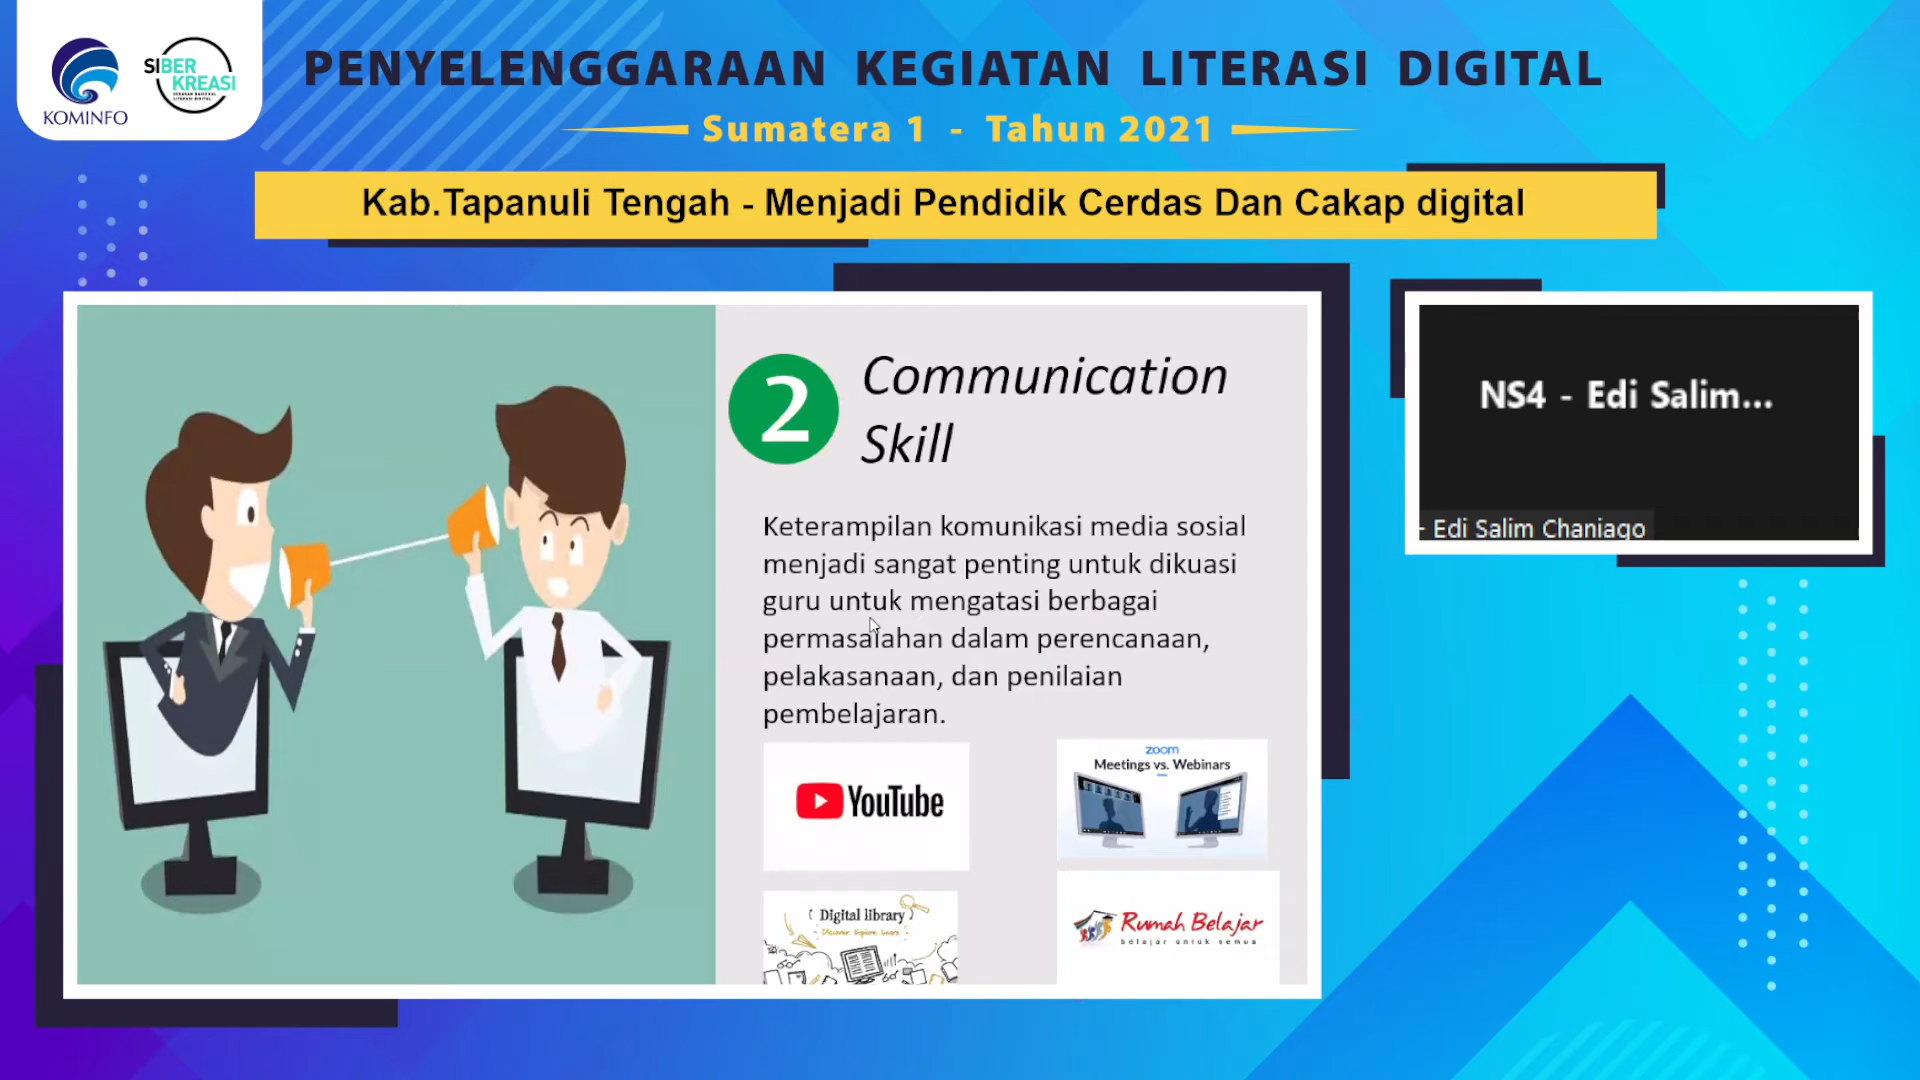 KOMINFO
SIBER
KREASI
GERAKAN NASIONAL
LITERASI DIGITAL
PENYELENGGARAAN KEGIATAN LITERASI DIGITAL
Sumatera 1 - Tahun 2021
Kab.Tapanuli Tengah - Menjadi Pendidik Cerdas Dan Cakap digital
2
Communication
Skill
Keterampilan komunikasi media sosial
menjadi sangat penting untuk dikuasi
guru untuk mengatasi berbagai
permasalahan dalam perencanaan,
pelakasanaan, dan penilaian
pembelajaran.
YouTube
zoom
Meetings vs. Webinars
Digital library
Discover Explore Learn
Rumah Belajar
belajar untuk semua
NS4 - Edi Salim...
- Edi Salim Chaniago